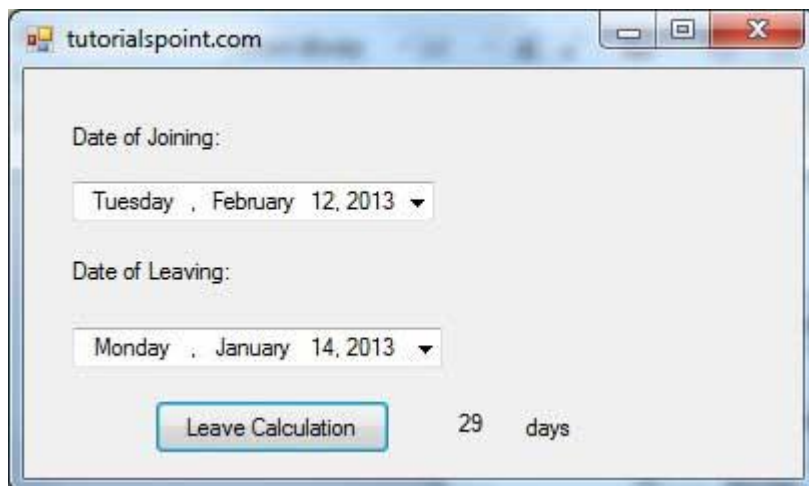 tutorialspoint.com
Date of Joining:
Tuesday , February 12, 2013
Date of Leaving:
Monday , January 14, 2013
Leave Calculation 29 days